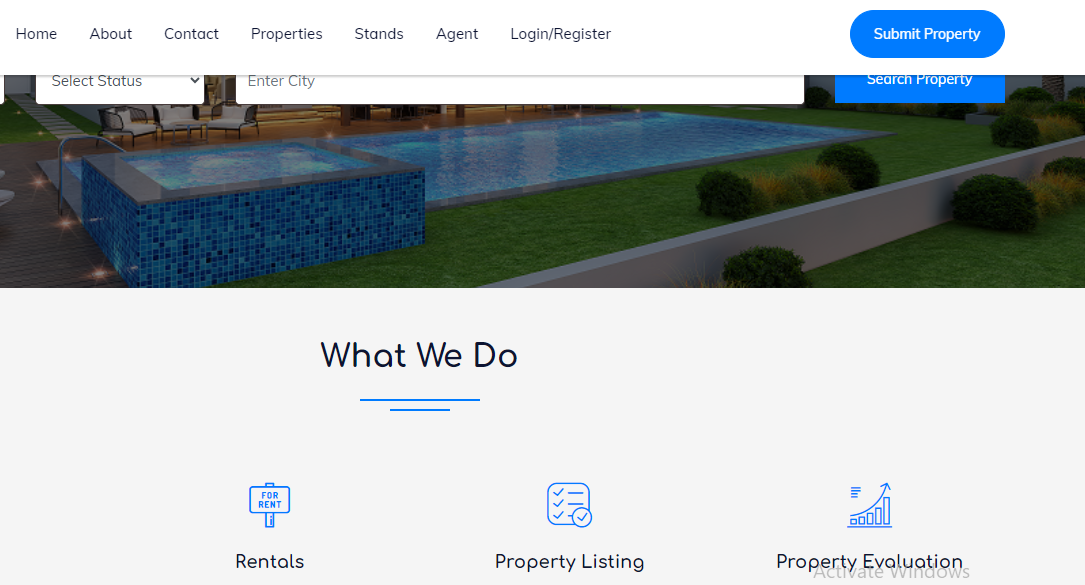 Home About Contact Properties Stands Agent Login/Register Submit Property
Select Status Enter City Search Property
What We Do
FOR
RENT
Rentals Property Listing Property Evaluation
Activate Windows